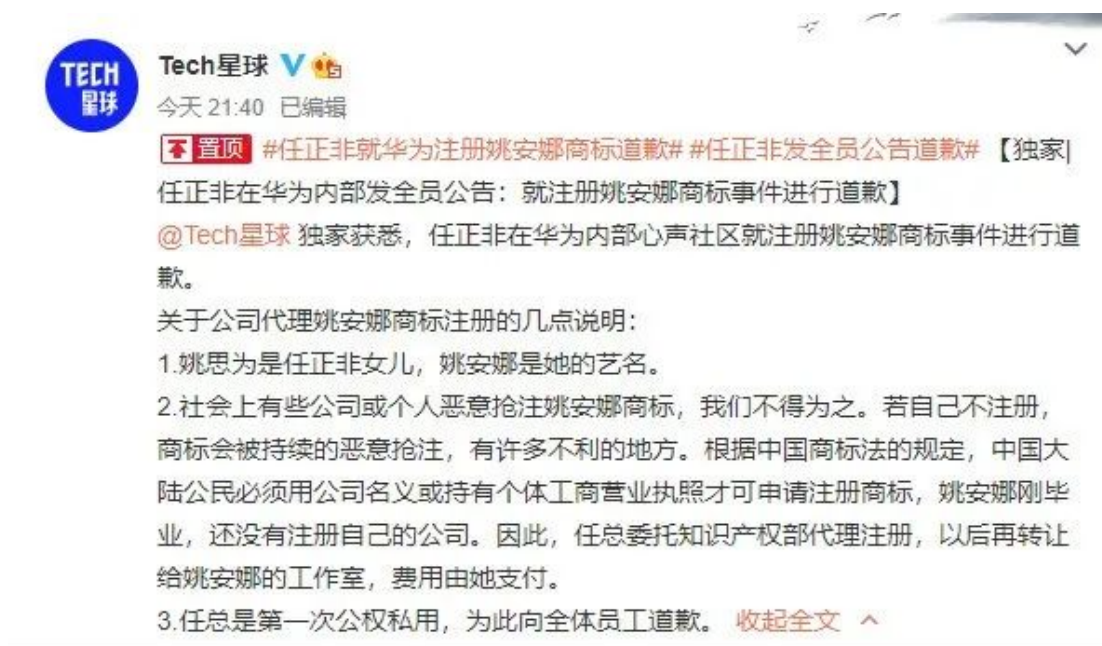 TECH
星球
Tech星球
今天 21:40 已编辑
置顶 #任正非就华为注册姚安娜商标道歉# #任正非发全员公告道歉# 【独家|
任正非在华为内部发全员公告：就注册姚安娜商标事件进行道歉】
@Tech星球 独家获悉，任正非在华为内部心声社区就注册姚安娜商标事件进行道
歉。
关于公司代理姚安娜商标注册的几点说明：
1.姚思为是任正非女儿，姚安娜是她的艺名。
2.社会上有些公司或个人恶意抢注姚安娜商标，我们不得为之。若自己不注册，
商标会被持续的恶意抢注，有许多不利的地方。根据中国商标法的规定，中国大
陆公民必须用公司名义或持有个体工商营业执照才可申请注册商标，姚安娜刚毕
业，还没有注册自己的公司。因此，任总委托知识产权部代理注册，以后再转让
给姚安娜的工作室，费用由她支付。
3.任总是第一次公权私用，为此向全体员工道歉。 收起全文